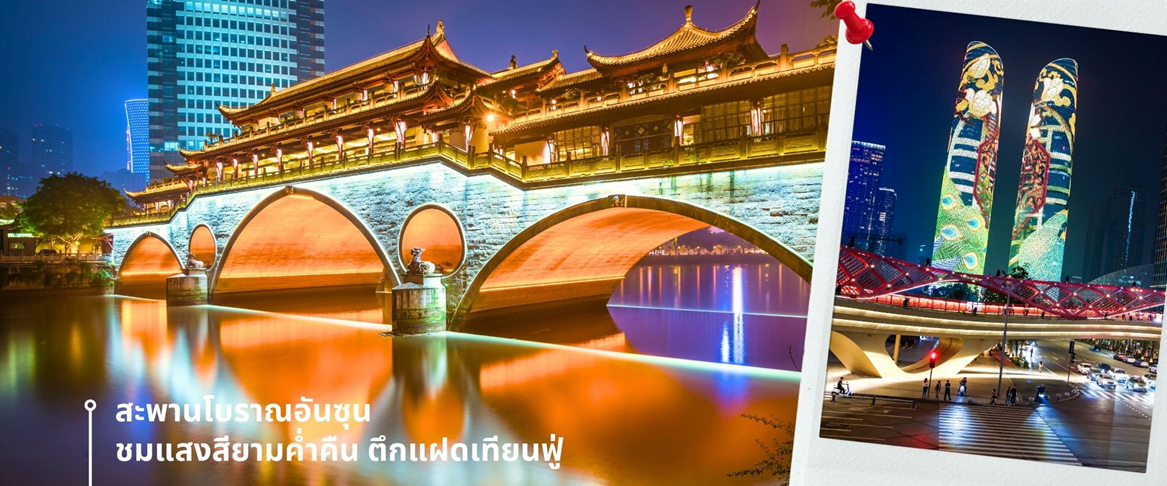 สะพานโบราณอันซุน
ชมแสงสียามค่ำคืน ตึกแฝดเทียนฟู่